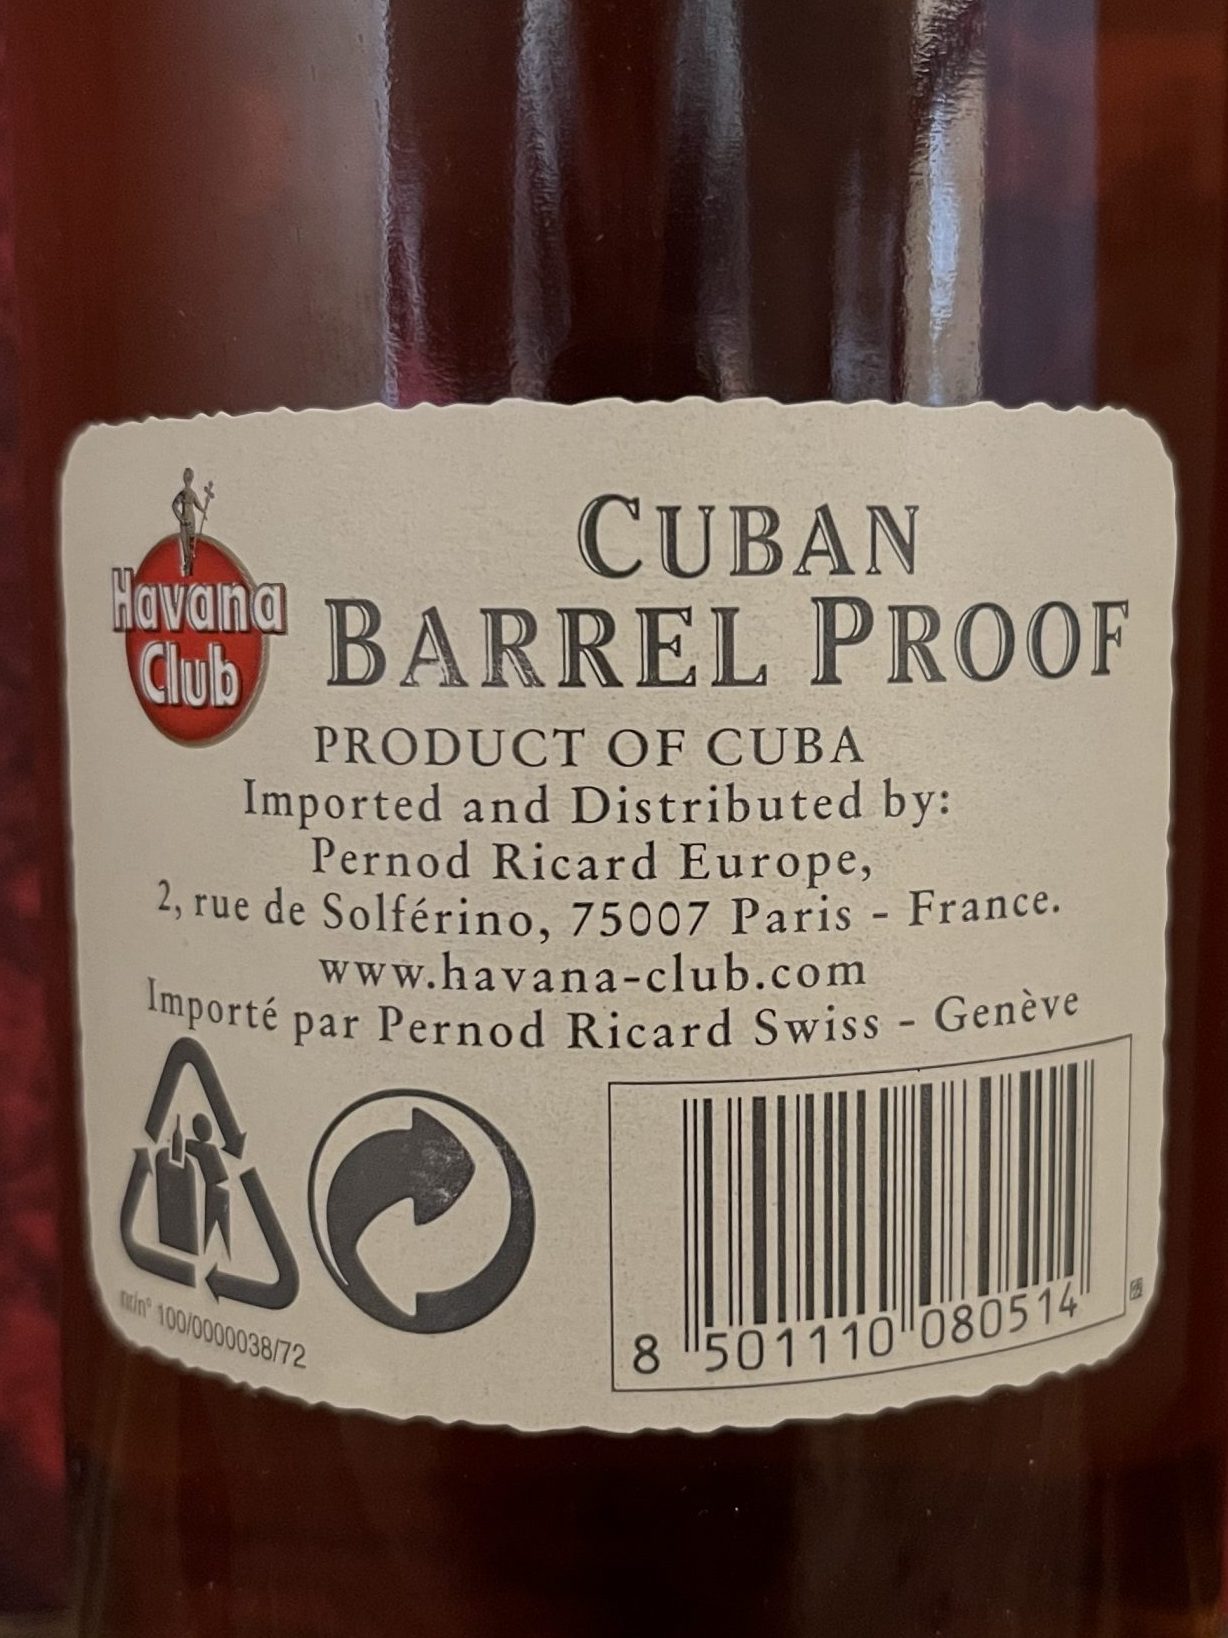 Havana
Club
CUBAN
BARREL PROOF
PRODUCT OF CUBA
Imported and Distributed by:
Pernod Ricard Europe,
2, rue de Solférino, 75007 Paris - France.
www.havana-club.com
Importé par Pernod Ricard Swiss - Genève
nr/n° 100/0000038/72
8 501110 080514